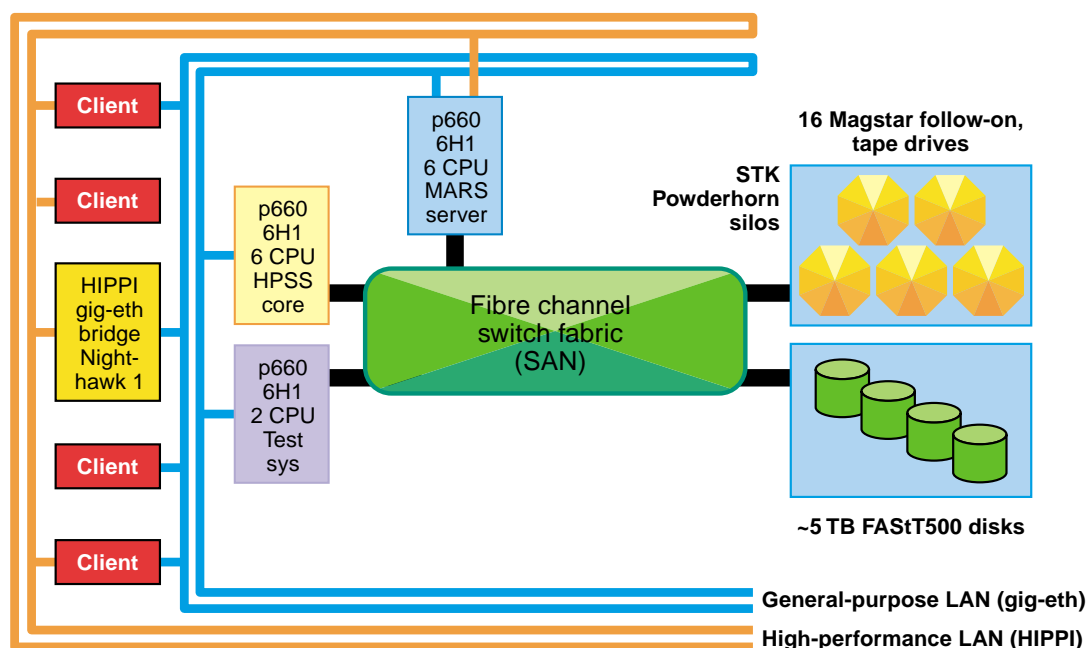 Client
Client
HIPPI
gig-eth
bridge
Night-
hawk 1
Client
Client
p660
6H1
6 CPU
MARS
server
p660
6H1
6 CPU
HPSS
core
p660
6H1
2 CPU
Test
sys
Fibre channel
switch fabric
(SAN)
16 Magstar follow-on,
tape drives
STK
Powderhorn
silos
~5 TB FAStT500 disks
General-purpose LAN (gig-eth)
High-performance LAN (HIPPI)